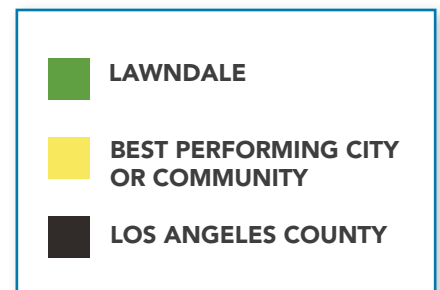 LAWNDALE
BEST PERFORMING CITY
OR COMMUNITY
LOS ANGELES COUNTY